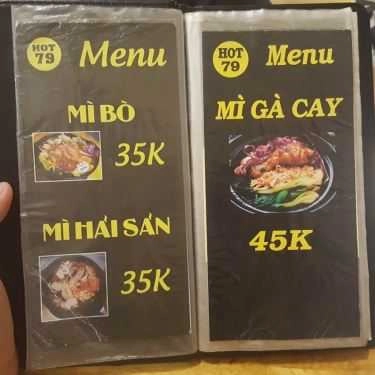 HOT
79
Menu
MÌ BÒ
35K
MÌ HẢI SẢN
35K
HOT
79
Menu
MÌ GÀ CAY
45K